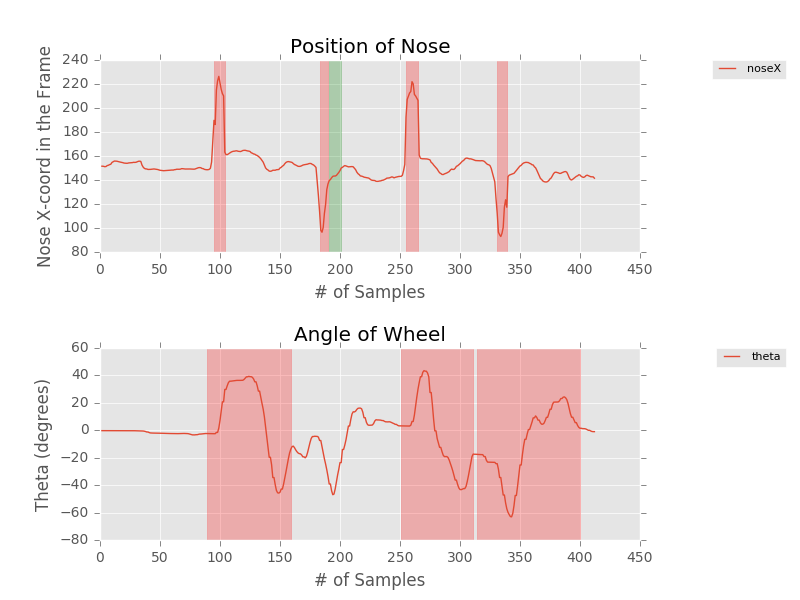 Position of Nose
240
220
200
180
160
140
120
100
80
Nose X-coord in the Frame
0 50 100 150 200 250 300 350 400 450
# of Samples
noseX
Angle of Wheel
60
40
20
0
−20
−40
−60
−80
Theta (degrees)
0 50 100 150 200 250 300 350 400 450
# of Samples
theta